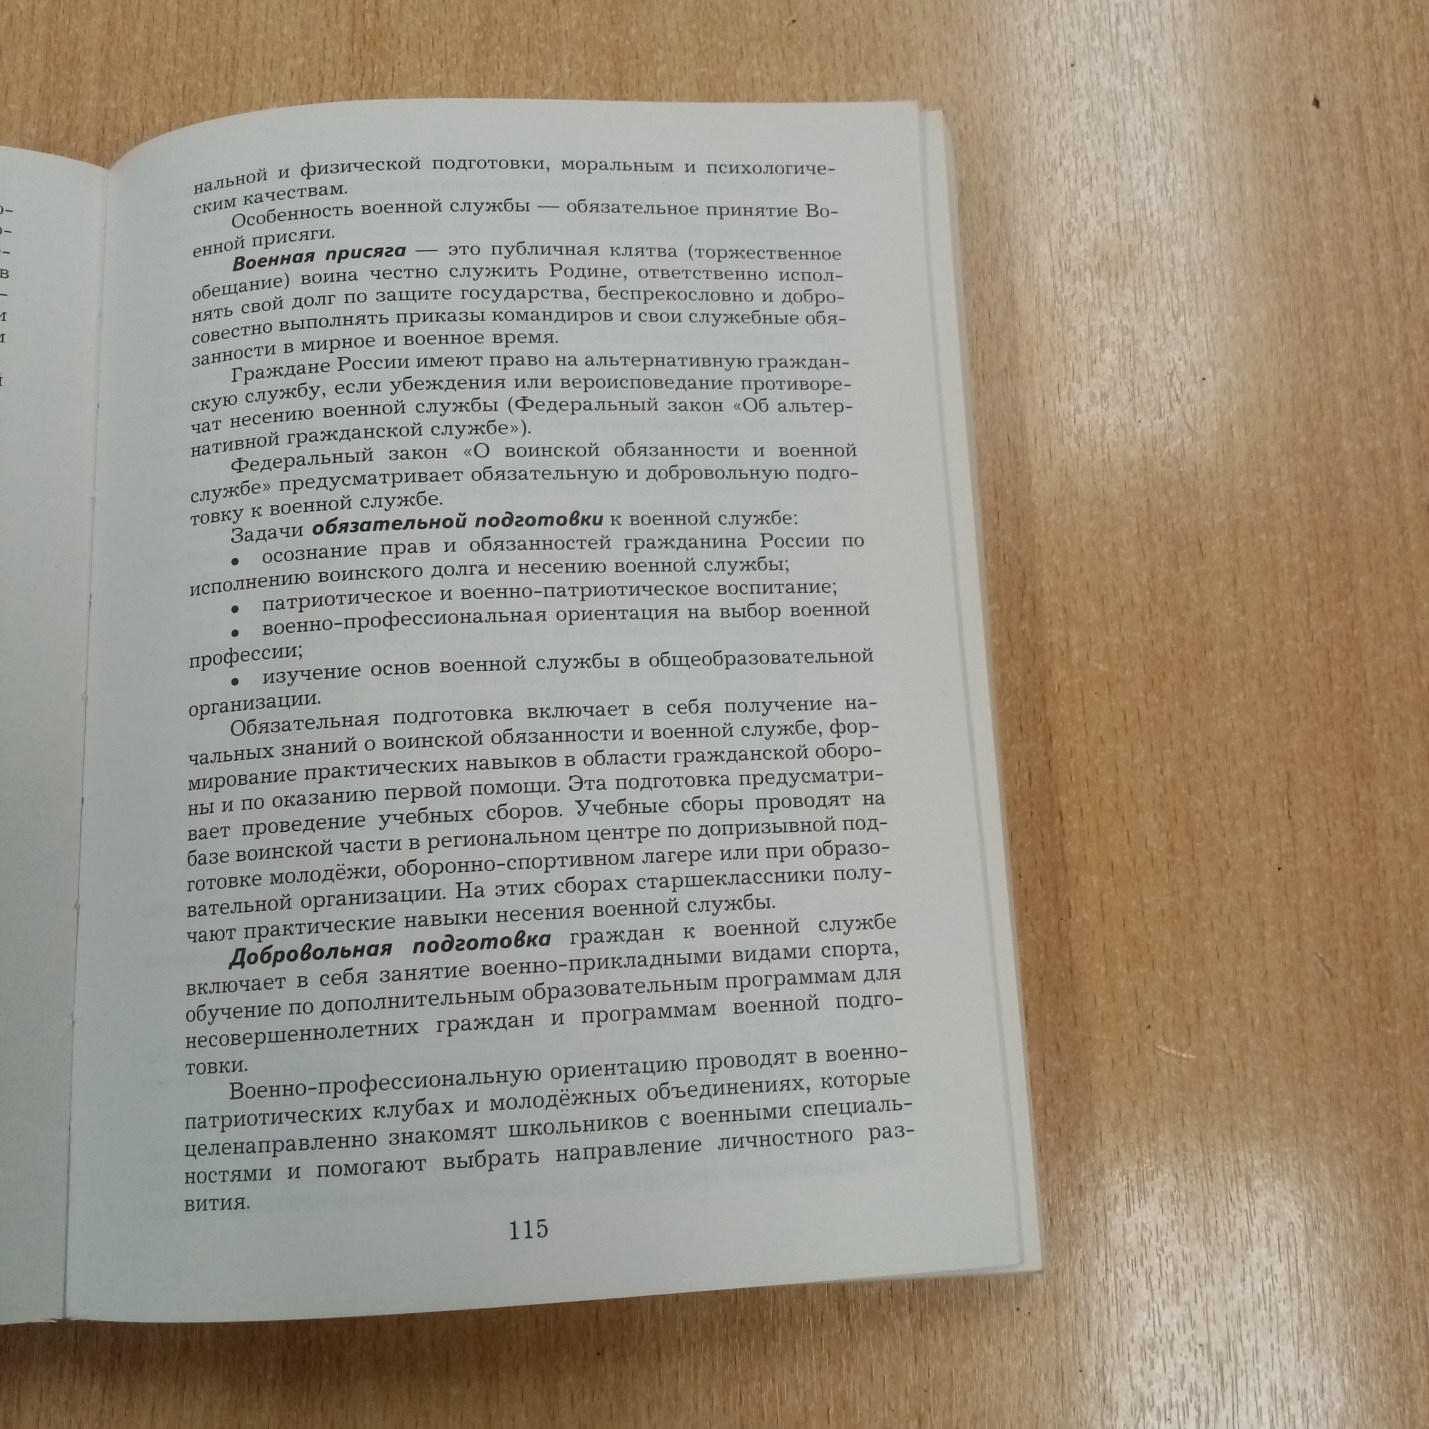 нальной и физической подготовки, моральным и психологиче-
ским качествам.
Особенность военной службы — обязательное принятие Во-
енной присяги.
Военная присяга — это публичная клятва (торжественное
обещание) воина честно служить Родине, ответственно испол-
нять свой долг по защите государства, беспрекословно и добро-
совестно выполнять приказы командиров и свои служебные обя-
занности в мирное и военное время.
Граждане России имеют право на альтернативную граждан-
скую службу, если убеждения или вероисповедание противоре-
чат несению военной службы (Федеральный закон «Об альтер-
нативной гражданской службе»).
Федеральный закон «О воинской обязанности и военной
службе» предусматривает обязательную и добровольную подго-
товку к военной службе.
Задачи обязательной подготовки к военной службе:
• осознание прав и обязанностей гражданина России по
исполнению воинского долга и несению военной службы;
• патриотическое и военно-патриотическое воспитание;
• военно-профессиональная ориентация на выбор военной
профессии;
• изучение основ военной службы в общеобразовательной
организации.
Обязательная подготовка включает в себя получение на-
чальных знаний о воинской обязанности и военной службе, фор-
мирование практических навыков в области гражданской оборо-
ны и по оказанию первой помощи. Эта подготовка предусматри-
вает проведение учебных сборов. Учебные сборы проводят на
базе воинской части в региональном центре по допризывной под-
готовке молодёжи, оборонно-спортивном лагере или при образо-
вательной организации. На этих сборах старшеклассники полу-
чают практические навыки несения военной службы.
Добровольная подготовка граждан к военной службе
включает в себя занятие военно-прикладными видами спорта,
обучение по дополнительным образовательным программам для
несовершеннолетних граждан и программам военной подго-
товки.
Военно-профессиональную ориентацию проводят в военно-
патриотических клубах и молодёжных объединениях, которые
целенаправленно знакомят школьников с военными специаль-
ностями и помогают выбрать направление личностного раз-
вития.
115